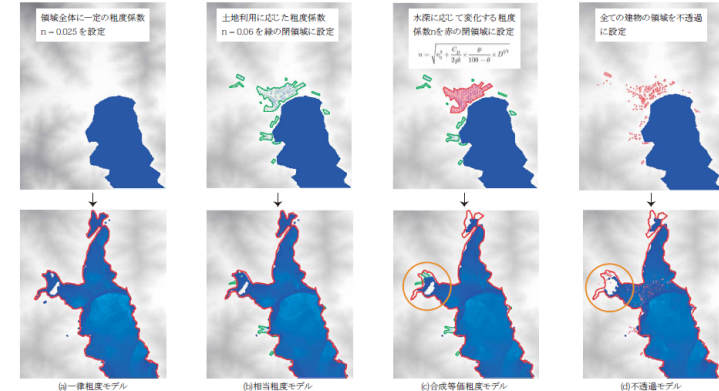 領域全体に一定の粗度係数
n = 0.025 を設定
土地利用に応じた粗度係数
n = 0.06 を緑の閉領域に設定
水深に応じて変化する粗度
係数nを赤の閉領域に設定
全ての建物の領域を不透過
に設定
(a)一律粗度モデル
(b)相当粗度モデル
(c)合成等価粗度モデル
(d)不透過モデル